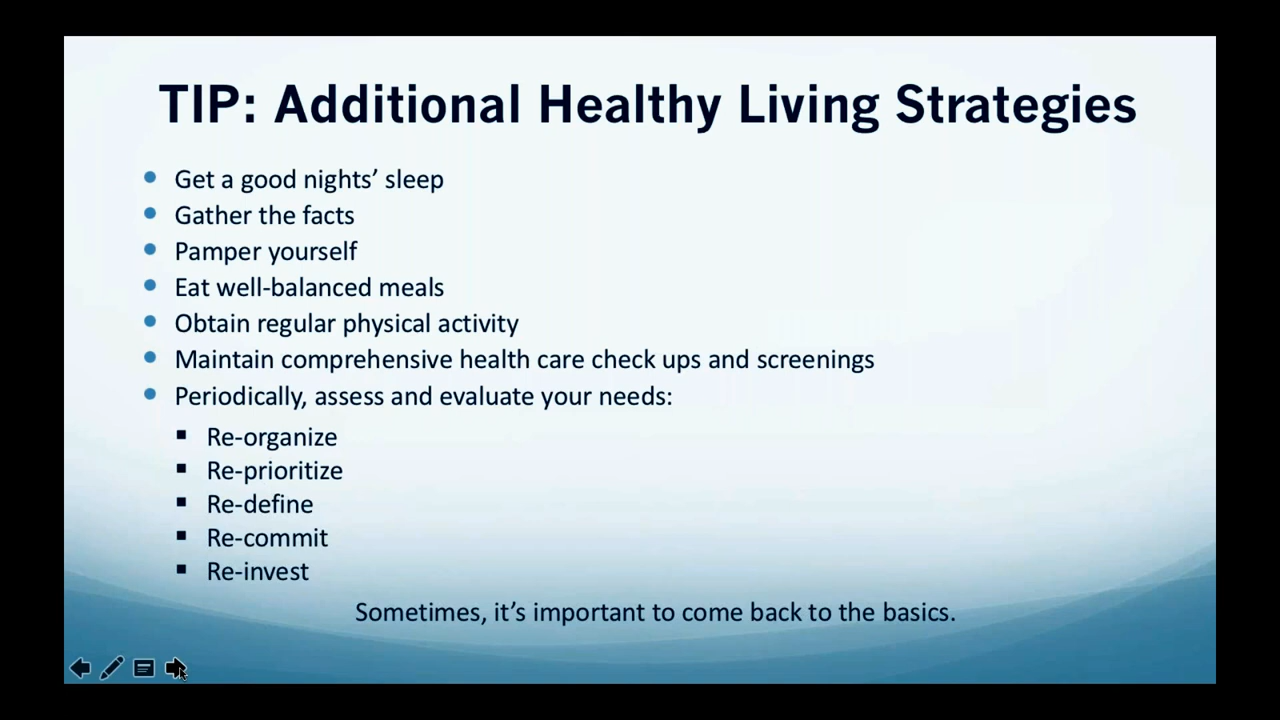 TIP: Additional Healthy Living Strategies
Get a good nights’ sleep
Gather the facts
Pamper yourself
Eat well-balanced meals
Obtain regular physical activity
Maintain comprehensive health care check ups and screenings
Periodically, assess and evaluate your needs:
Re-organize
Re-prioritize
Re-define
Re-commit
Re-invest
Sometimes, it’s important to come back to the basics.